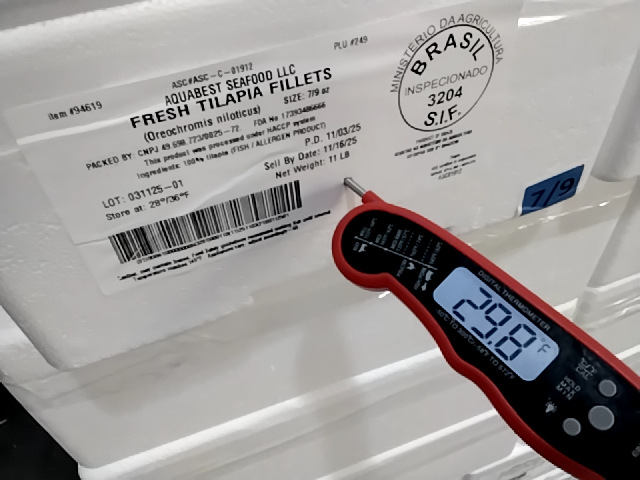 Item #94619
PLU #249
ASC#ASC-C-01912
AQUABEST SEAFOOD LLC
FRESH TILAPIA FILLETS
(Oreochromis niloticus)
SIZE: 7/9 oz
PACKED BY: CNPJ 49.698.773/0825-72, FDA No 17393486666
This product was processed under HACCP system
Ingredients: 100% tilapia (FISH / ALLERGEN PRODUCT)
P.D. 11/03/25
Sell By Date: 11/16/25
Net Weight: 11 LB
LOT: 031125-01
Store at: 28°/36°F
MINISTERIO DA AGRICULTURA
BRASIL
INSPECIONADO
3204
S.I.F.
7/9
DIGITAL THERMOMETER
29.8°F